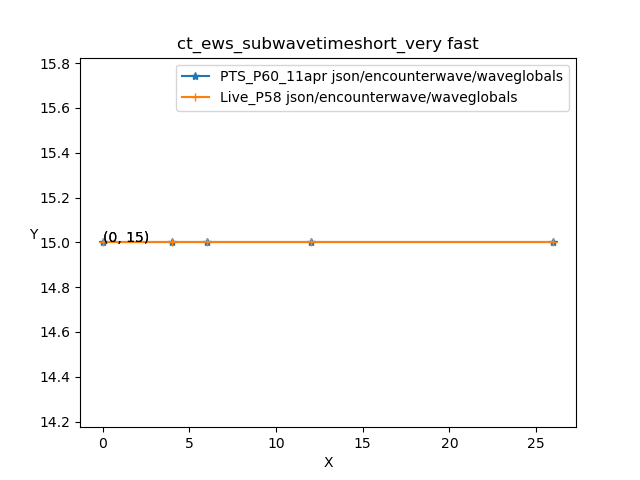 ct_ews_subwavetimeshort_very fast
PTS_P60_11apr json/encounterwave/waveglobals
Live_P58 json/encounterwave/waveglobals
15.8
15.6
15.4
15.2
Y
15.0
(0, 15)
14.8
14.6
14.4
14.2
0 5 10 15 20 25
X